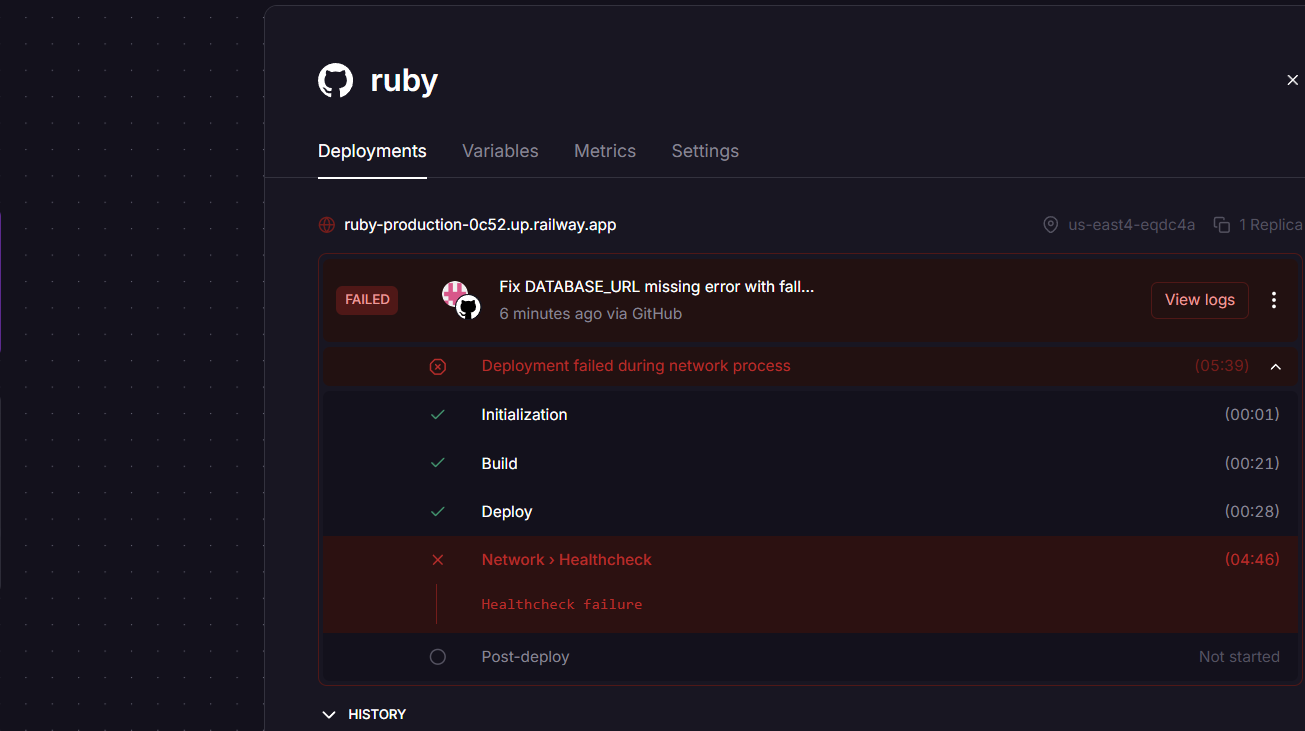 ruby
Deployments Variables Metrics Settings
ruby-production-0c52.up.railway.app us-east4-eqdc4a 1 Replica
FAILED Fix DATABASE_URL missing error with fall... View logs
6 minutes ago via GitHub
Deployment failed during network process (05:39)
Initialization (00:01)
Build (00:21)
Deploy (00:28)
Network › Healthcheck (04:46)
Healthcheck failure
Post-deploy Not started
HISTORY